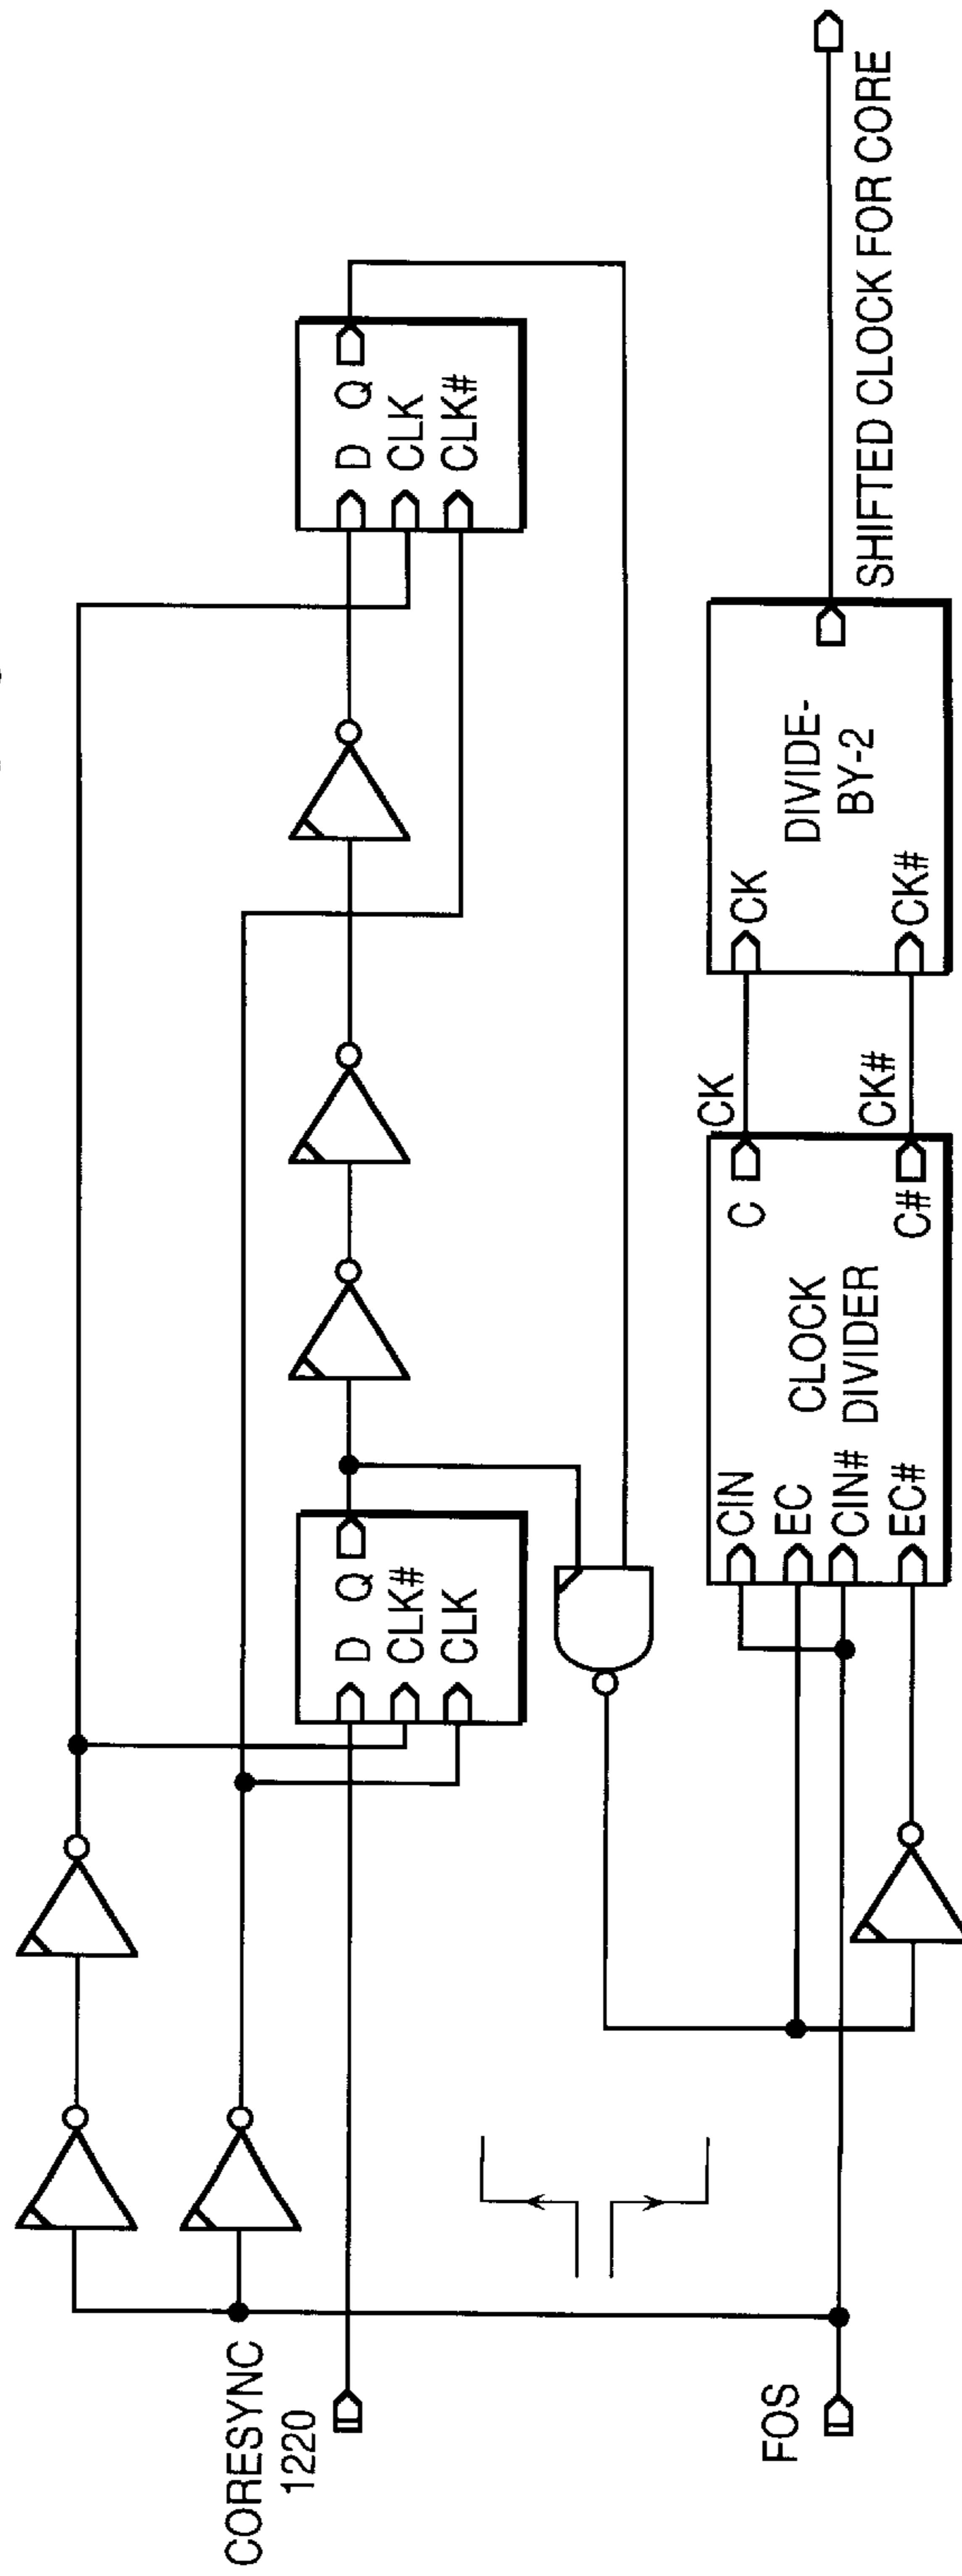 CORESYNC
1220
FOS
D Q
CLK#
CLK
D Q
CLK
CLK#
CIN
EC
CIN#
EC#
CLOCK
DIVIDER
C
C#
CK
CK#
CK
CK#
DIVIDE-
BY-2
SHIFTED CLOCK FOR CORE